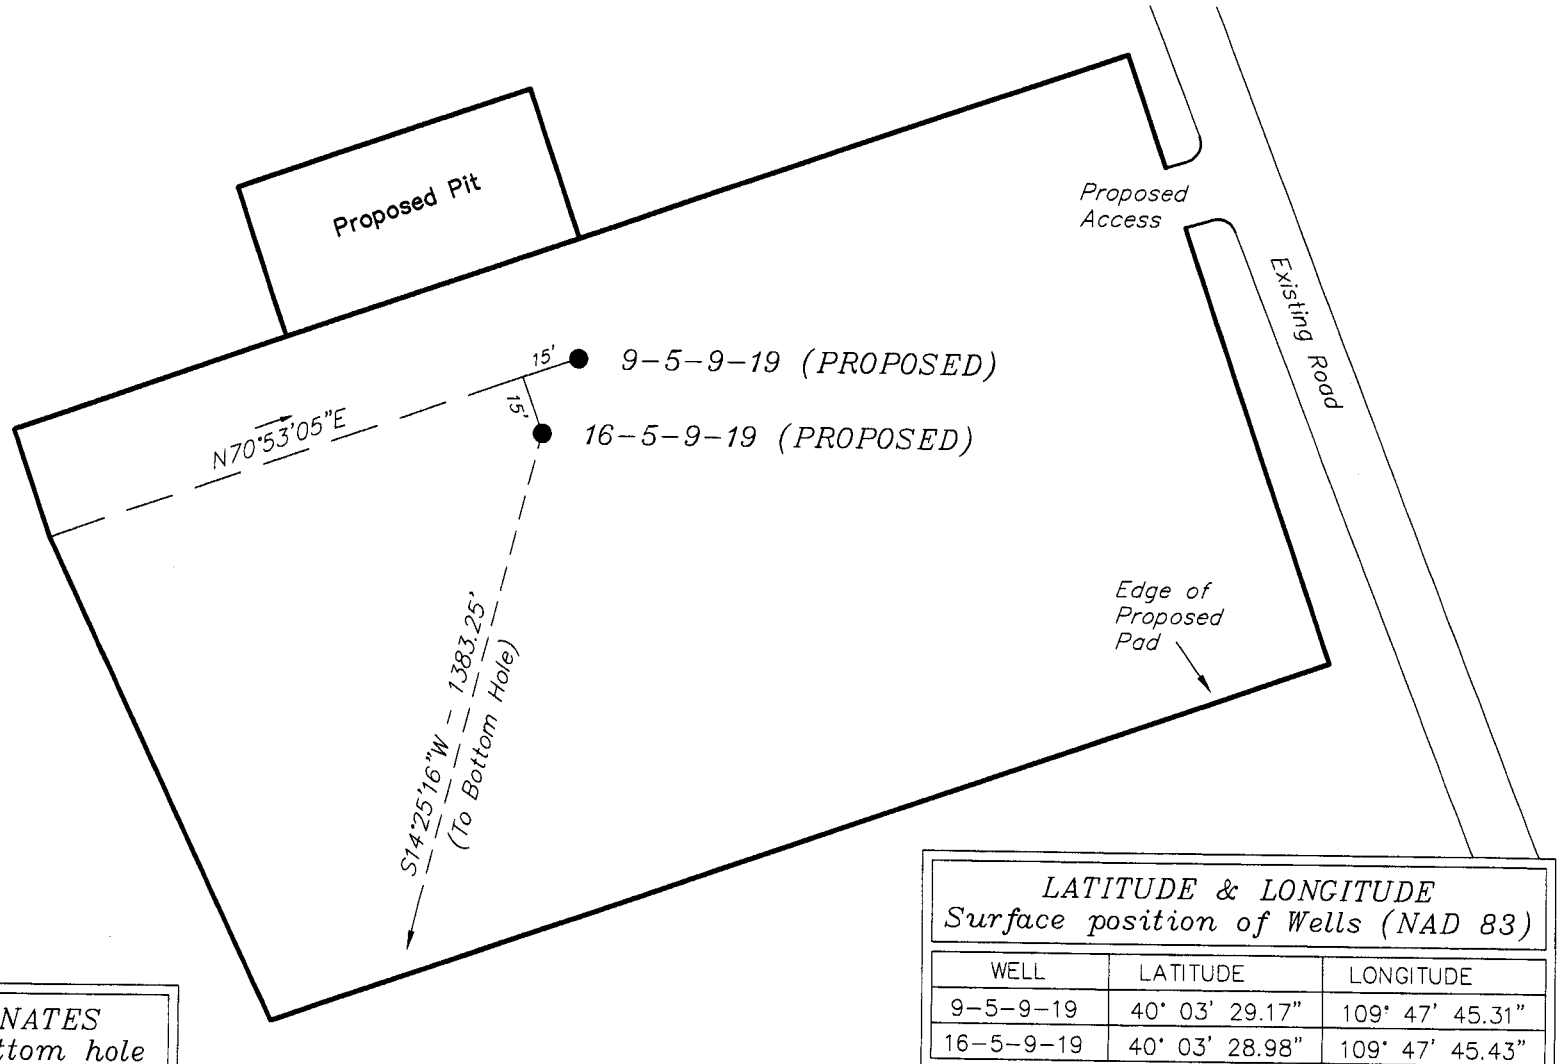 Proposed Pit
Proposed
Access
Existing Road
15'
9-5-9-19 (PROPOSED)
15'
16-5-9-19 (PROPOSED)
N70°53'05"E
S14°25'16"W - 1383.25'
(To Bottom Hole)
Edge of
Proposed
Pad
LATITUDE & LONGITUDE
Surface position of Wells (NAD 83)
WELL LATITUDE LONGITUDE
9-5-9-19 40° 03' 29.17" 109° 47' 45.31"
16-5-9-19 40° 03' 28.98" 109° 47' 45.43"
NATES
ttom hole